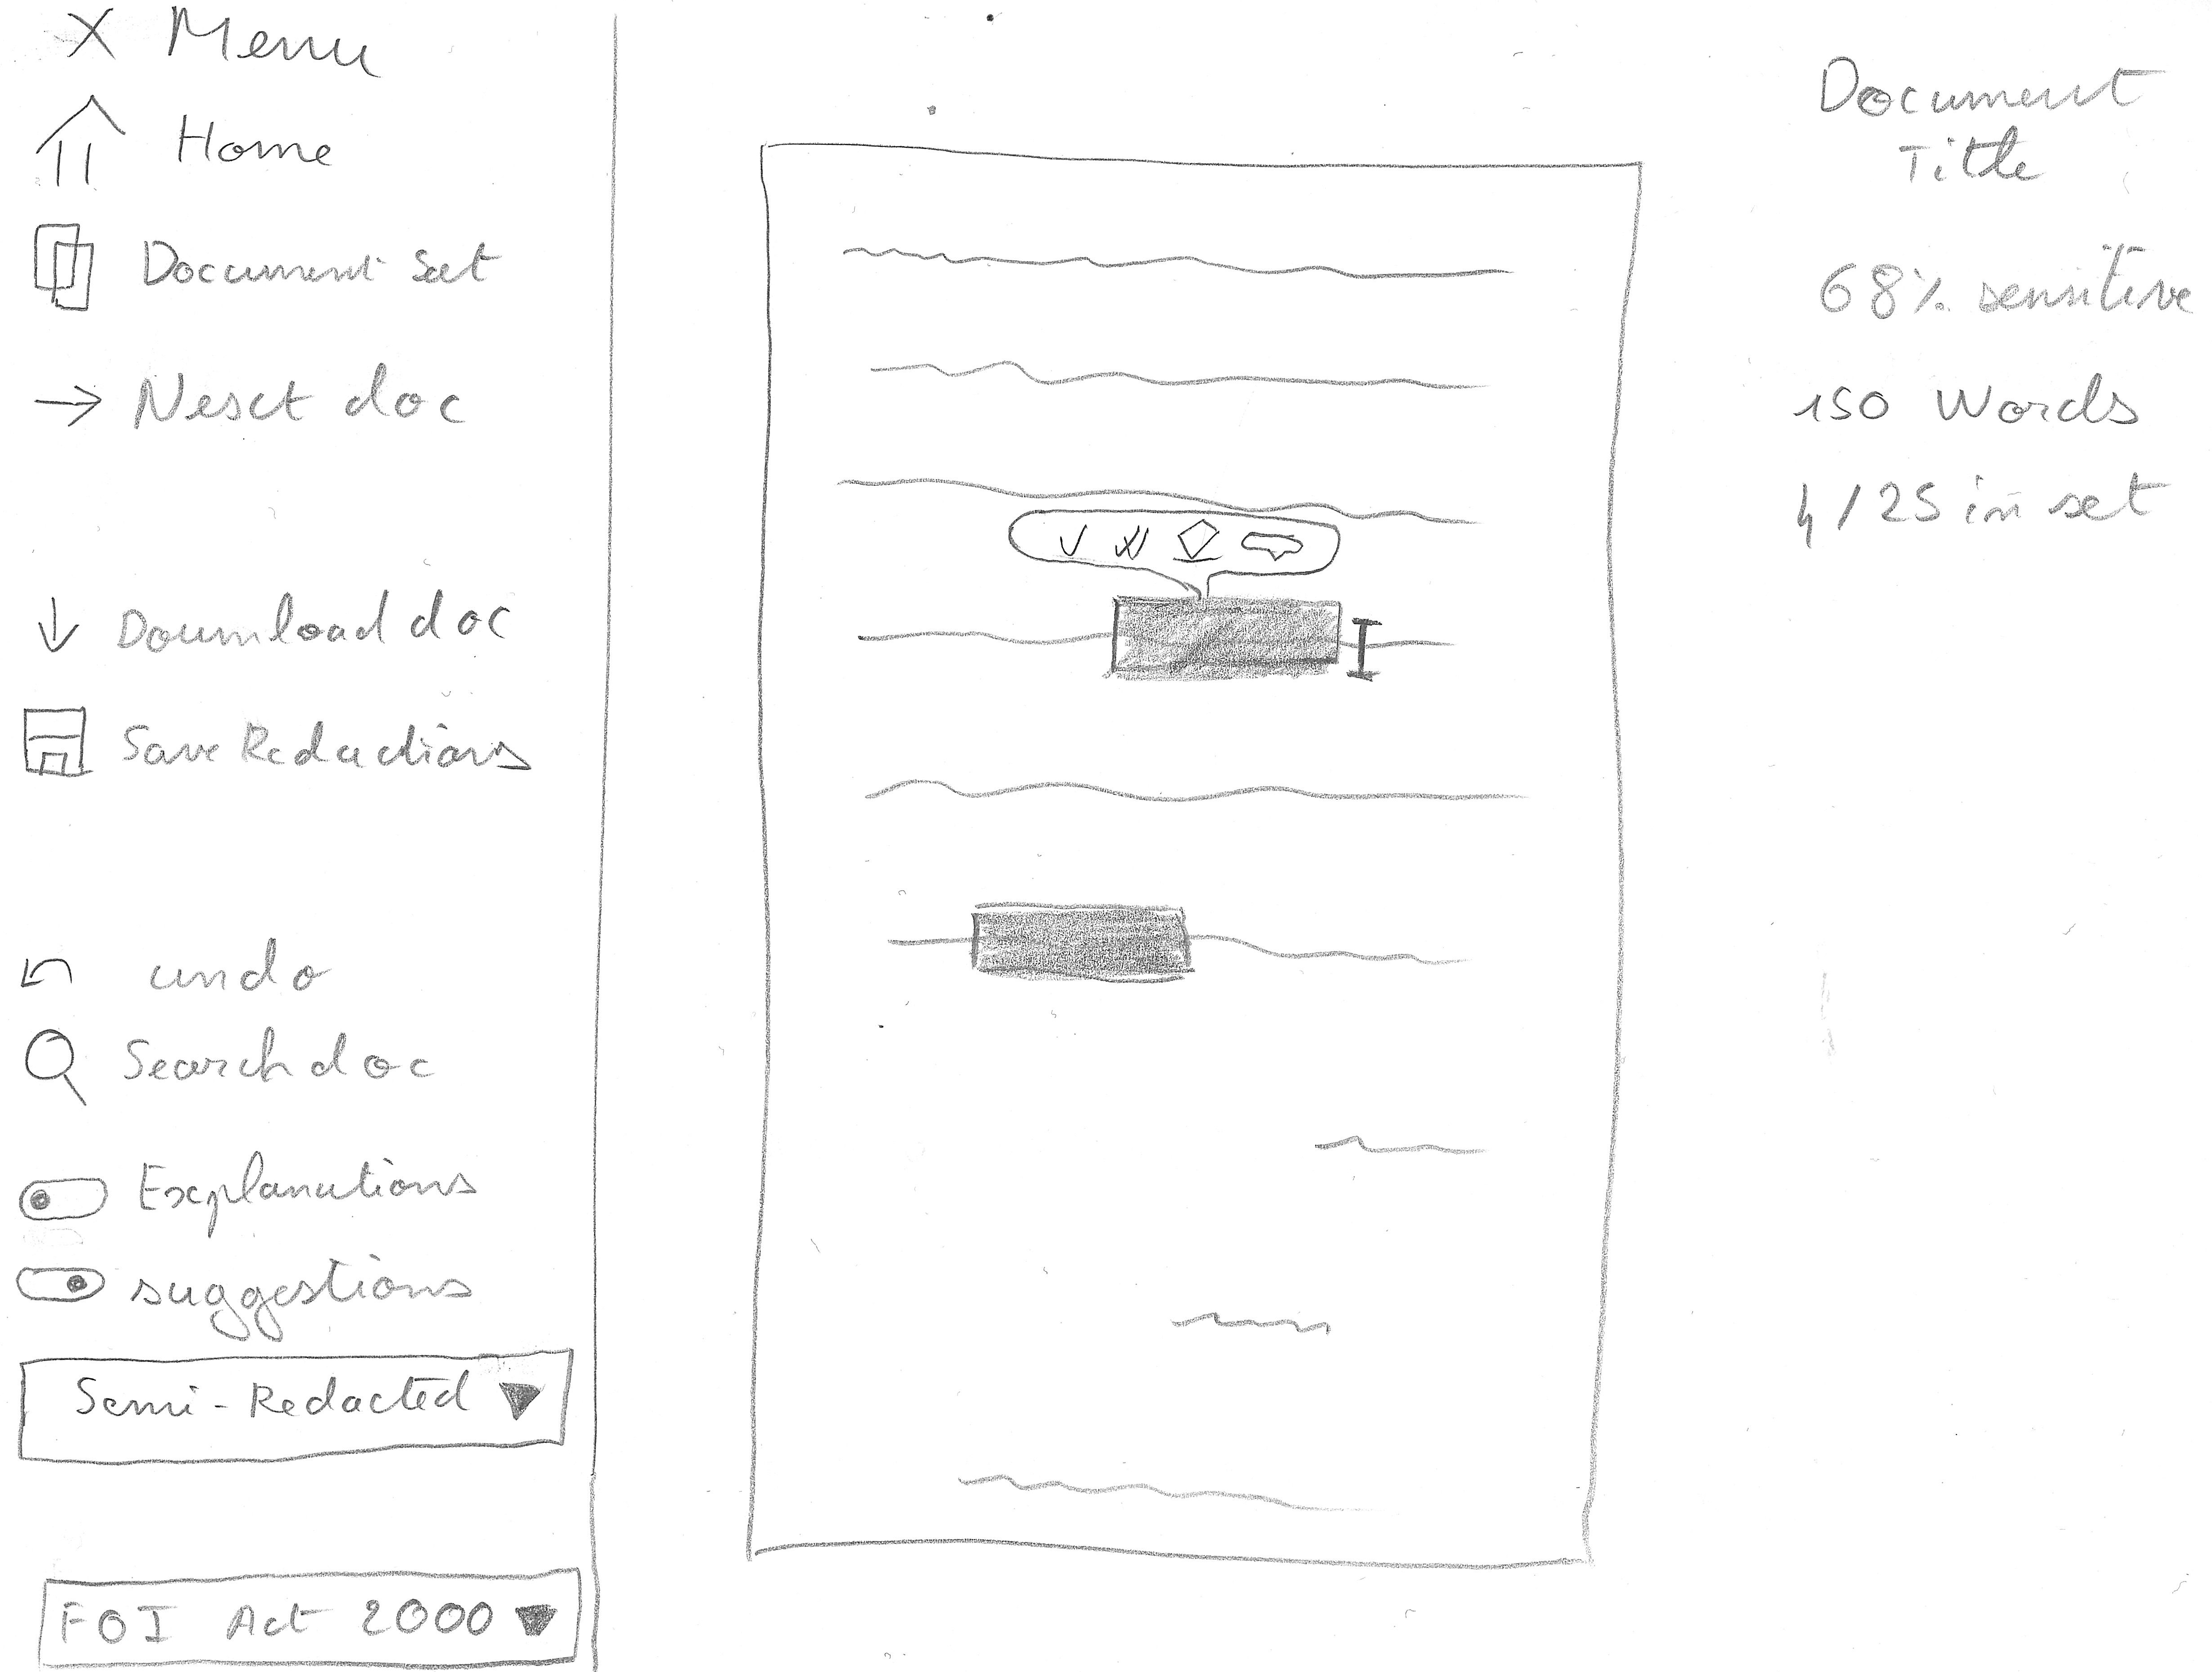 X Menu
Home
Document Set
Next doc
Download doc
Save Redactions
undo
Search doc
Explanations
suggestions
Semi-Redacted
FOI Act 2000
Document
Title
68% sensitive
150 Words
4/25 in set